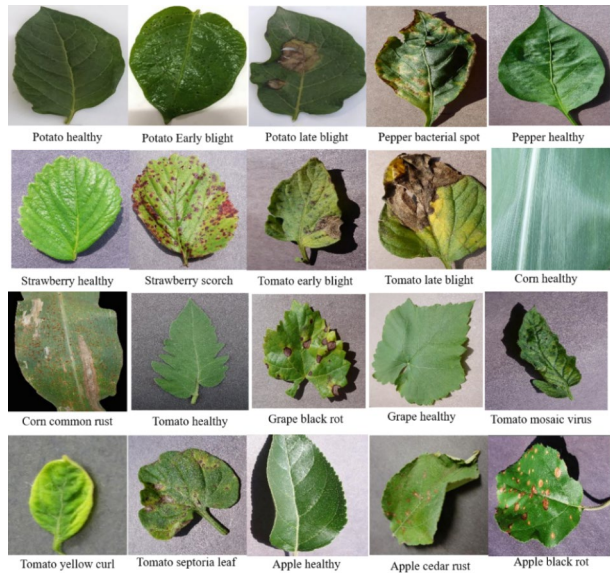 Potato healthy
Potato Early blight
Potato late blight
Pepper bacterial spot
Pepper healthy
Strawberry healthy
Strawberry scorch
Tomato early blight
Tomato late blight
Corn healthy
Corn common rust
Tomato healthy
Grape black rot
Grape healthy
Tomato mosaic virus
Tomato yellow curl
Tomato septoria leaf
Apple healthy
Apple cedar rust
Apple black rot